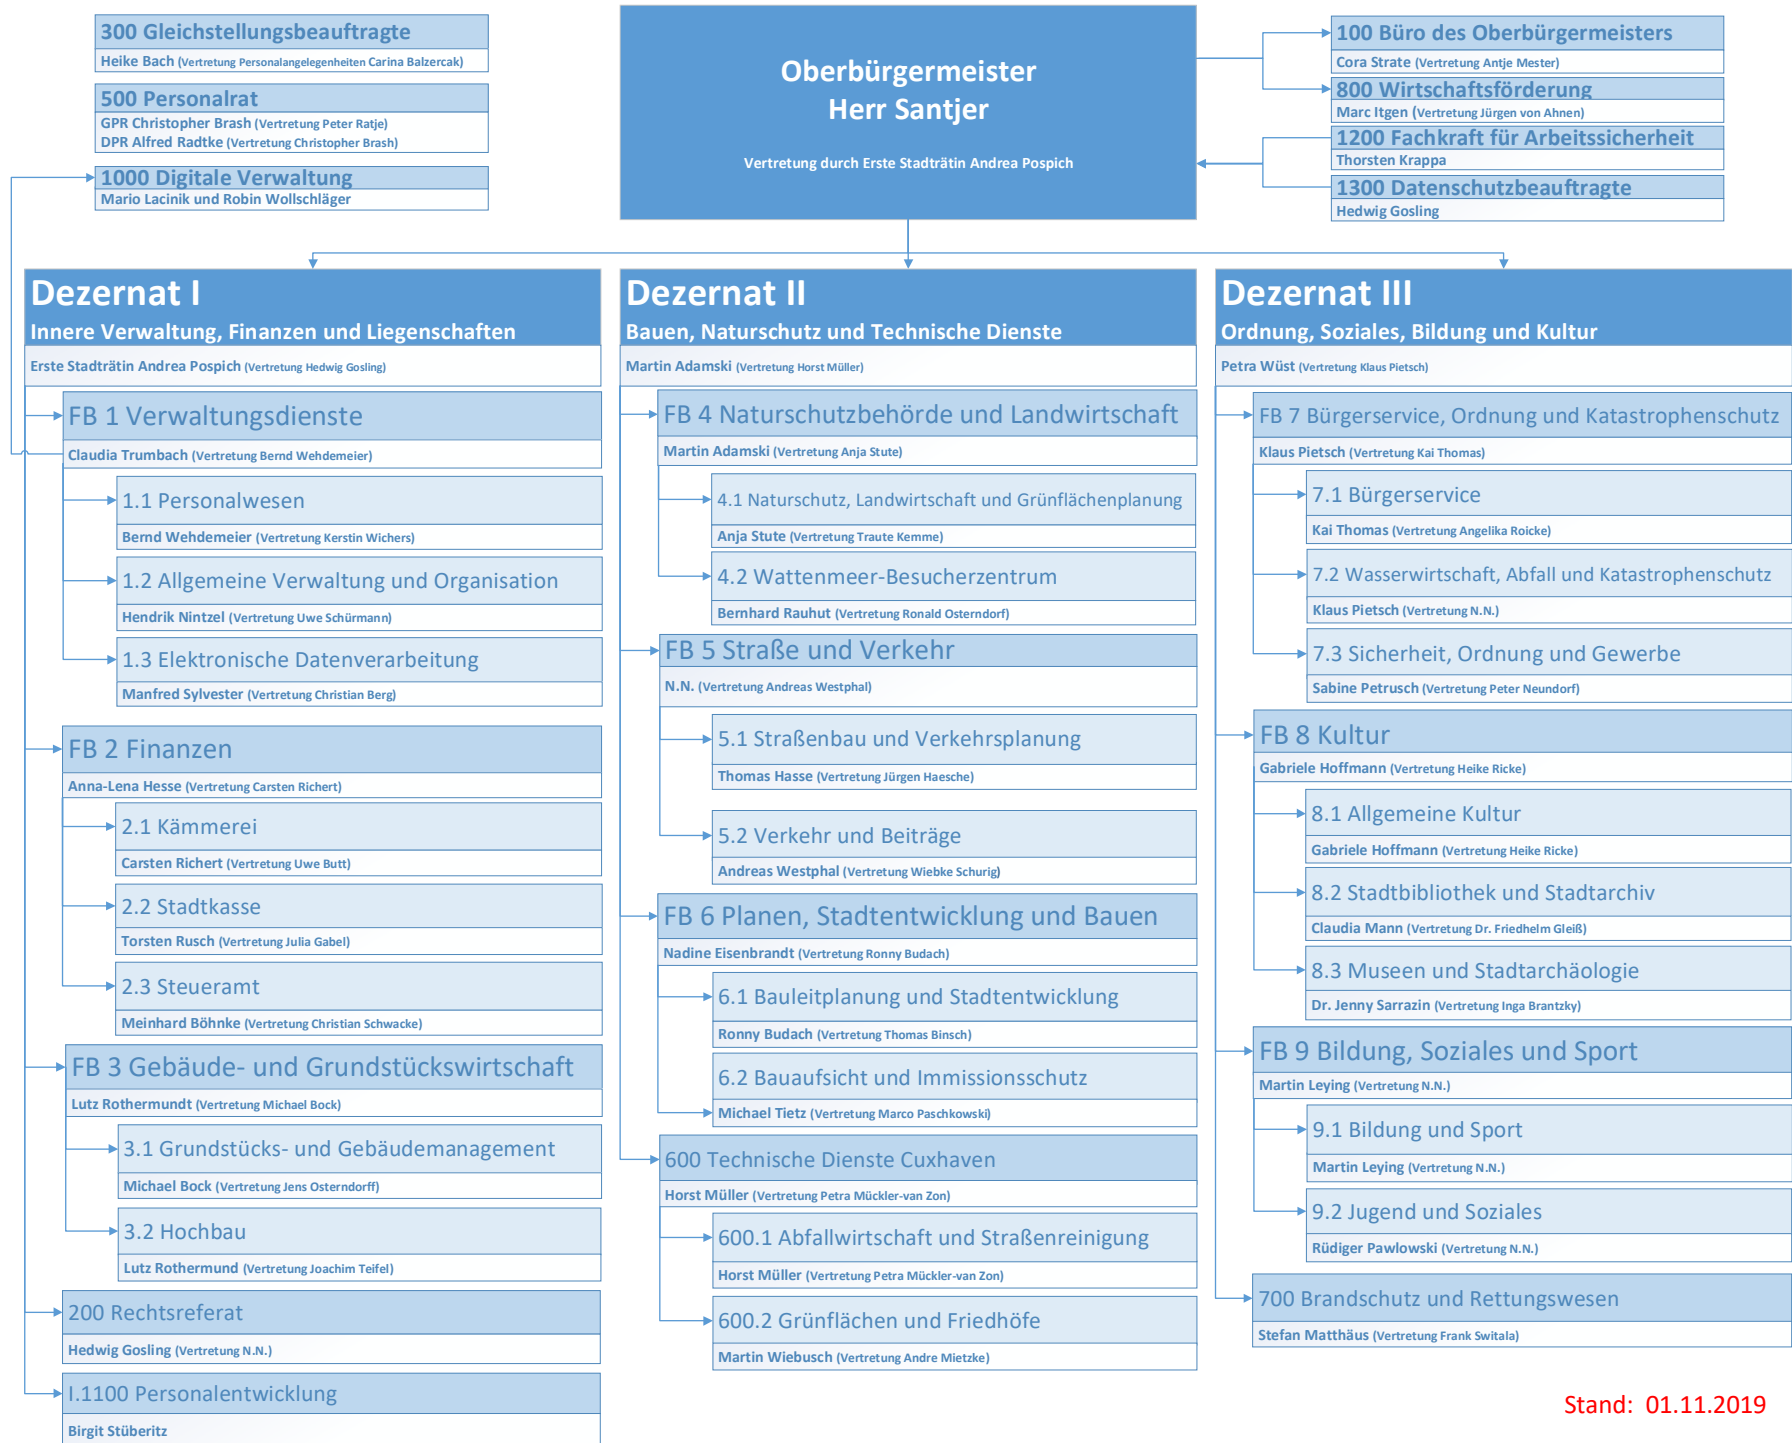 300 Gleichstellungsbeauftragte
Heike Bach (Vertretung Personalangelegenheiten Carina Balzercak)
500 Personalrat
GPR Christopher Brash (Vertretung Peter Ratje)
DPR Alfred Radtke (Vertretung Christopher Brash)
1000 Digitale Verwaltung
Mario Lacinik und Robin Wollschläger
Oberbürgermeister
Herr Santjer
Vertretung durch Erste Stadträtin Andrea Pospich
100 Büro des Oberbürgermeisters
Cora Strate (Vertretung Antje Mester)
800 Wirtschaftsförderung
Marc Itgen (Vertretung Jürgen von Ahnen)
1200 Fachkraft für Arbeitssicherheit
Thorsten Krappa
1300 Datenschutzbeauftragte
Hedwig Gosling
Dezernat I
Innere Verwaltung, Finanzen und Liegenschaften
Erste Stadträtin Andrea Pospich (Vertretung Hedwig Gosling)
FB 1 Verwaltungsdienste
Claudia Trumbach (Vertretung Bernd Wehdemeier)
1.1 Personalwesen
Bernd Wehdemeier (Vertretung Kerstin Wichers)
1.2 Allgemeine Verwaltung und Organisation
Hendrik Nintzel (Vertretung Uwe Schürmann)
1.3 Elektronische Datenverarbeitung
Manfred Sylvester (Vertretung Christian Berg)
FB 2 Finanzen
Anna-Lena Hesse (Vertretung Carsten Richert)
2.1 Kämmerei
Carsten Richert (Vertretung Uwe Butt)
2.2 Stadtkasse
Torsten Rusch (Vertretung Julia Gabel)
2.3 Steueramt
Meinhard Böhnke (Vertretung Christian Schwacke)
FB 3 Gebäude- und Grundstückswirtschaft
Lutz Rothermundt (Vertretung Michael Bock)
3.1 Grundstücks- und Gebäudemanagement
Michael Bock (Vertretung Jens Osterndorff)
3.2 Hochbau
Lutz Rothermund (Vertretung Joachim Teifel)
200 Rechtsreferat
Hedwig Gosling (Vertretung N.N.)
I.1100 Personalentwicklung
Birgit Stüberitz
Dezernat II
Bauen, Naturschutz und Technische Dienste
Martin Adamski (Vertretung Horst Müller)
FB 4 Naturschutzbehörde und Landwirtschaft
Martin Adamski (Vertretung Anja Stute)
4.1 Naturschutz, Landwirtschaft und Grünflächenplanung
Anja Stute (Vertretung Traute Kemme)
4.2 Wattenmeer-Besucherzentrum
Bernhard Rauhut (Vertretung Ronald Osterndorf)
FB 5 Straße und Verkehr
N.N. (Vertretung Andreas Westphal)
5.1 Straßenbau und Verkehrsplanung
Thomas Hasse (Vertretung Jürgen Haesche)
5.2 Verkehr und Beiträge
Andreas Westphal (Vertretung Wiebke Schurig)
FB 6 Planen, Stadtentwicklung und Bauen
Nadine Eisenbrandt (Vertretung Ronny Budach)
6.1 Bauleitplanung und Stadtentwicklung
Ronny Budach (Vertretung Thomas Binsch)
6.2 Bauaufsicht und Immissionsschutz
Michael Tietz (Vertretung Marco Paschkowski)
600 Technische Dienste Cuxhaven
Horst Müller (Vertretung Petra Mückler-van Zon)
600.1 Abfallwirtschaft und Straßenreinigung
Horst Müller (Vertretung Petra Mückler-van Zon)
600.2 Grünflächen und Friedhöfe
Martin Wiebusch (Vertretung Andre Mietzke)
Dezernat III
Ordnung, Soziales, Bildung und Kultur
Petra Wüst (Vertretung Klaus Pietsch)
FB 7 Bürgerservice, Ordnung und Katastrophenschutz
Klaus Pietsch (Vertretung Kai Thomas)
7.1 Bürgerservice
Kai Thomas (Vertretung Angelika Roicke)
7.2 Wasserwirtschaft, Abfall und Katastrophenschutz
Klaus Pietsch (Vertretung N.N.)
7.3 Sicherheit, Ordnung und Gewerbe
Sabine Petrusch (Vertretung Peter Neundorf)
FB 8 Kultur
Gabriele Hoffmann (Vertretung Heike Ricke)
8.1 Allgemeine Kultur
Gabriele Hoffmann (Vertretung Heike Ricke)
8.2 Stadtbibliothek und Stadtarchiv
Claudia Mann (Vertretung Dr. Friedhelm Gleiß)
8.3 Museen und Stadtarchäologie
Dr. Jenny Sarrazin (Vertretung Inga Brantzky)
FB 9 Bildung, Soziales und Sport
Martin Leying (Vertretung N.N.)
9.1 Bildung und Sport
Martin Leying (Vertretung N.N.)
9.2 Jugend und Soziales
Rüdiger Pawlowski (Vertretung N.N.)
700 Brandschutz und Rettungswesen
Stefan Matthäus (Vertretung Frank Switala)
Stand: 01.11.2019